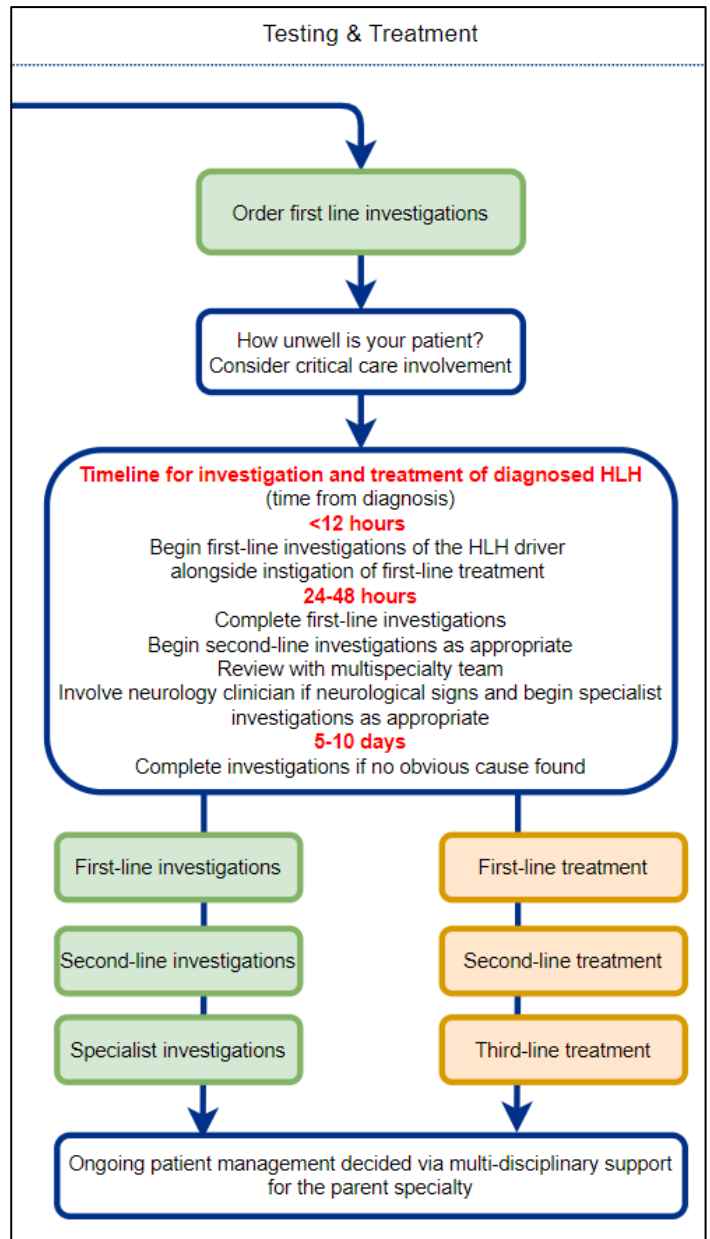 Testing & Treatment
Order first line investigations
How unwell is your patient?
Consider critical care involvement
Timeline for investigation and treatment of diagnosed HLH
(time from diagnosis)
<12 hours
Begin first-line investigations of the HLH driver
alongside instigation of first-line treatment
24-48 hours
Complete first-line investigations
Begin second-line investigations as appropriate
Review with multispecialty team
Involve neurology clinician if neurological signs and begin specialist
investigations as appropriate
5-10 days
Complete investigations if no obvious cause found
First-line investigations
Second-line investigations
Specialist investigations
First-line treatment
Second-line treatment
Third-line treatment
Ongoing patient management decided via multi-disciplinary support
for the parent specialty